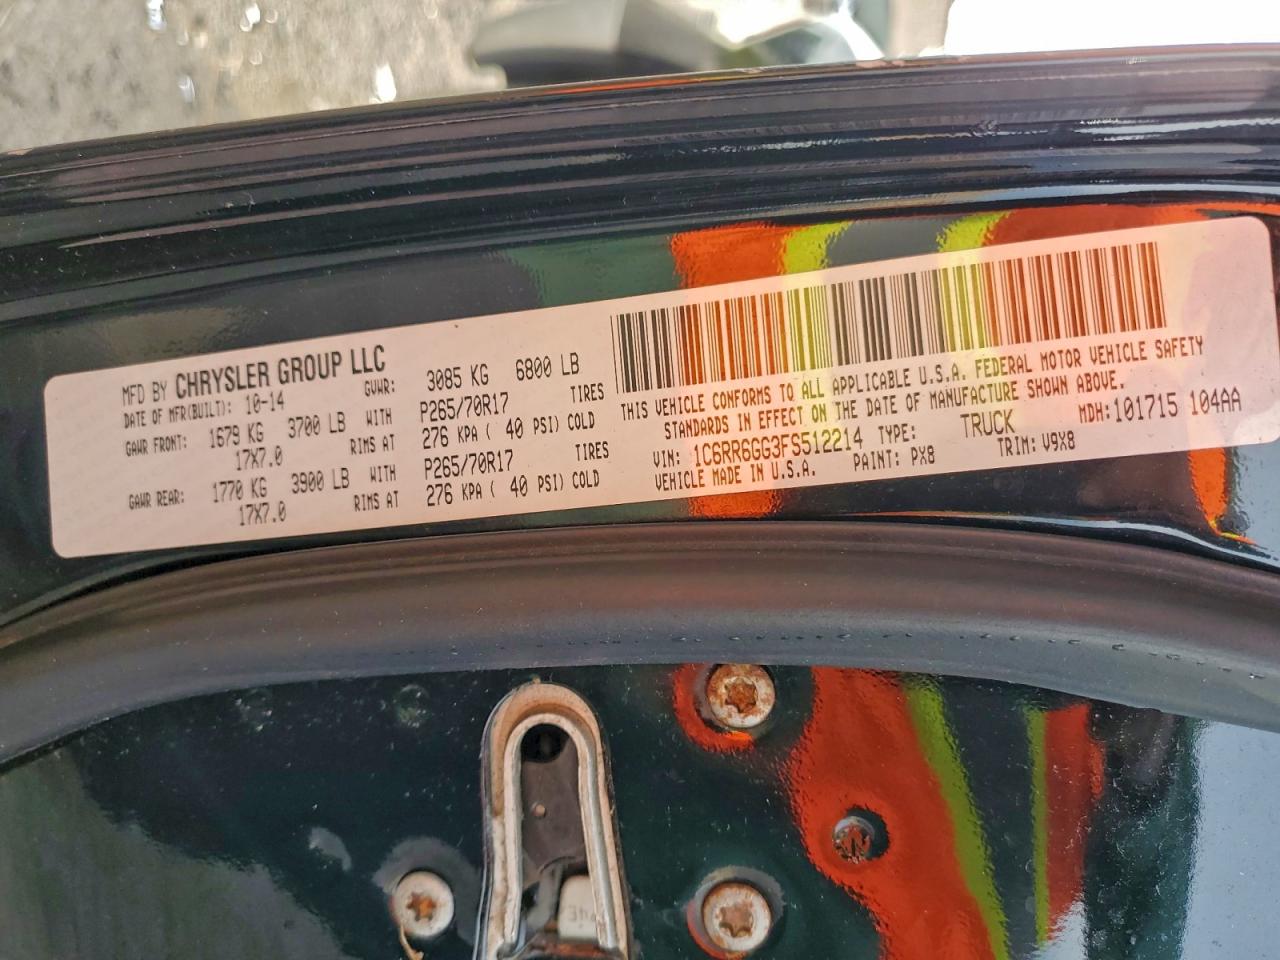 MFD BY CHRYSLER GROUP LLC
DATE OF MFR(BUILT): 10-14 GVWR: 3085 KG 6800 LB
GAWR FRONT: 1679 KG 3700 LB WITH P265/70R17 TIRES
17X7.0 RIMS AT 276 KPA ( 40 PSI) COLD
GAWR REAR: 1770 KG 3900 LB WITH P265/70R17 TIRES
17X7.0 RIMS AT 276 KPA ( 40 PSI) COLD
THIS VEHICLE CONFORMS TO ALL APPLICABLE U.S.A. FEDERAL MOTOR VEHICLE SAFETY
STANDARDS IN EFFECT ON THE DATE OF MANUFACTURE SHOWN ABOVE.
VIN: 1C6RR6GG3FS512214 TYPE: TRUCK MDH:101715 104AA
VEHICLE MADE IN U.S.A. PAINT: PX8 TRIM: V9X8